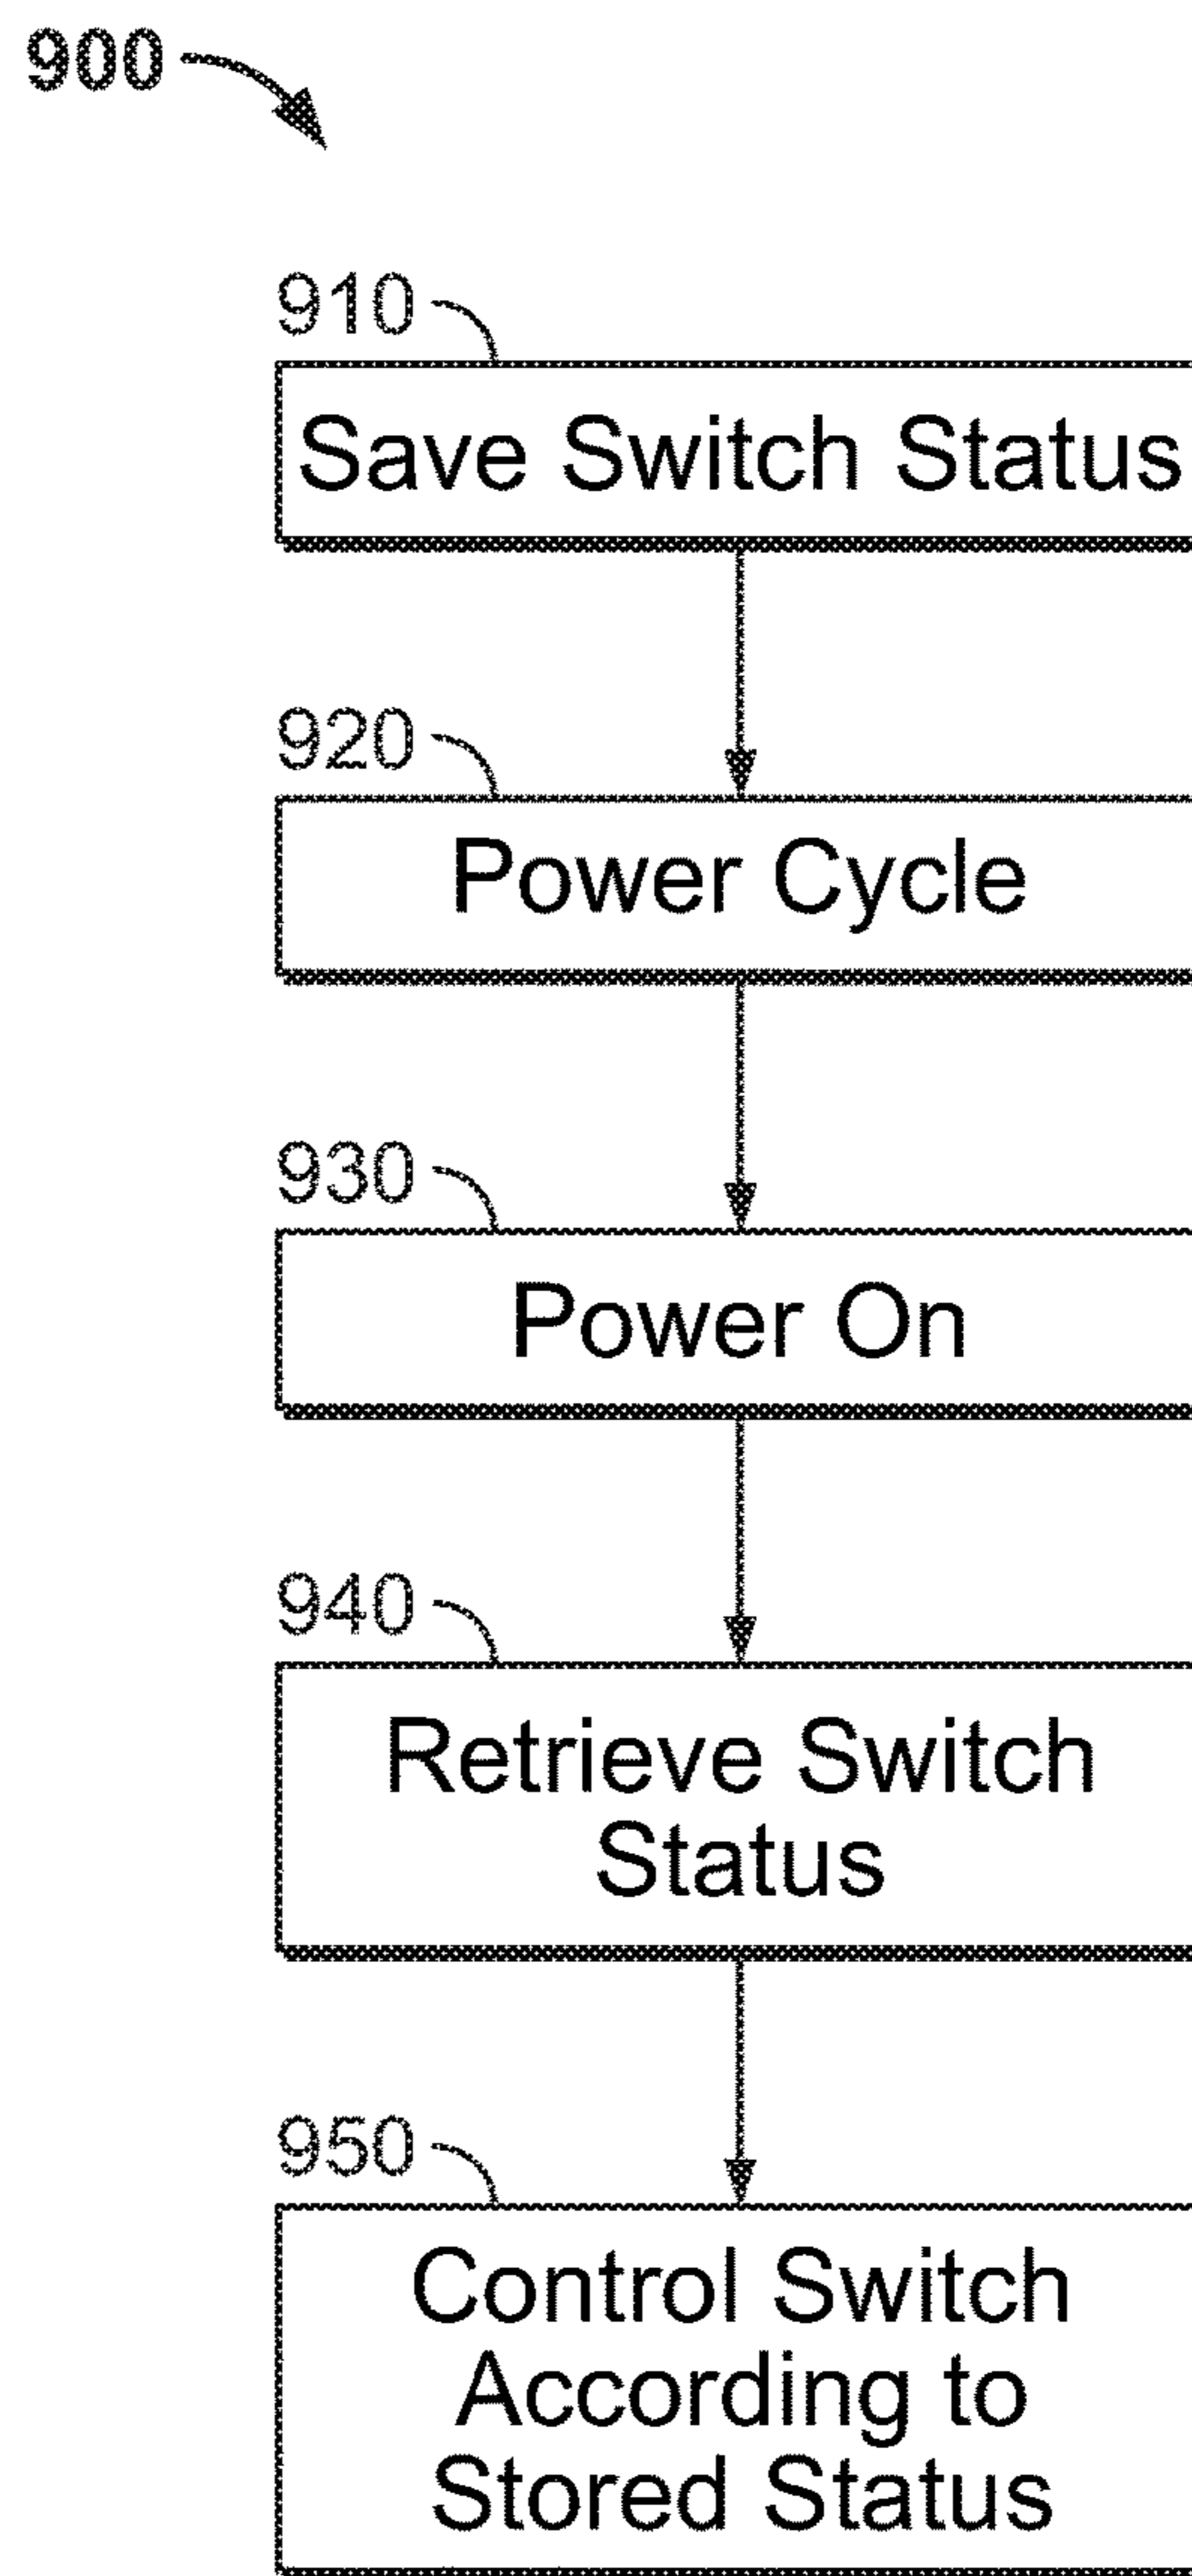 900
910
Save Switch Status
920
Power Cycle
930
Power On
940
Retrieve Switch
Status
950
Control Switch
According to
Stored Status